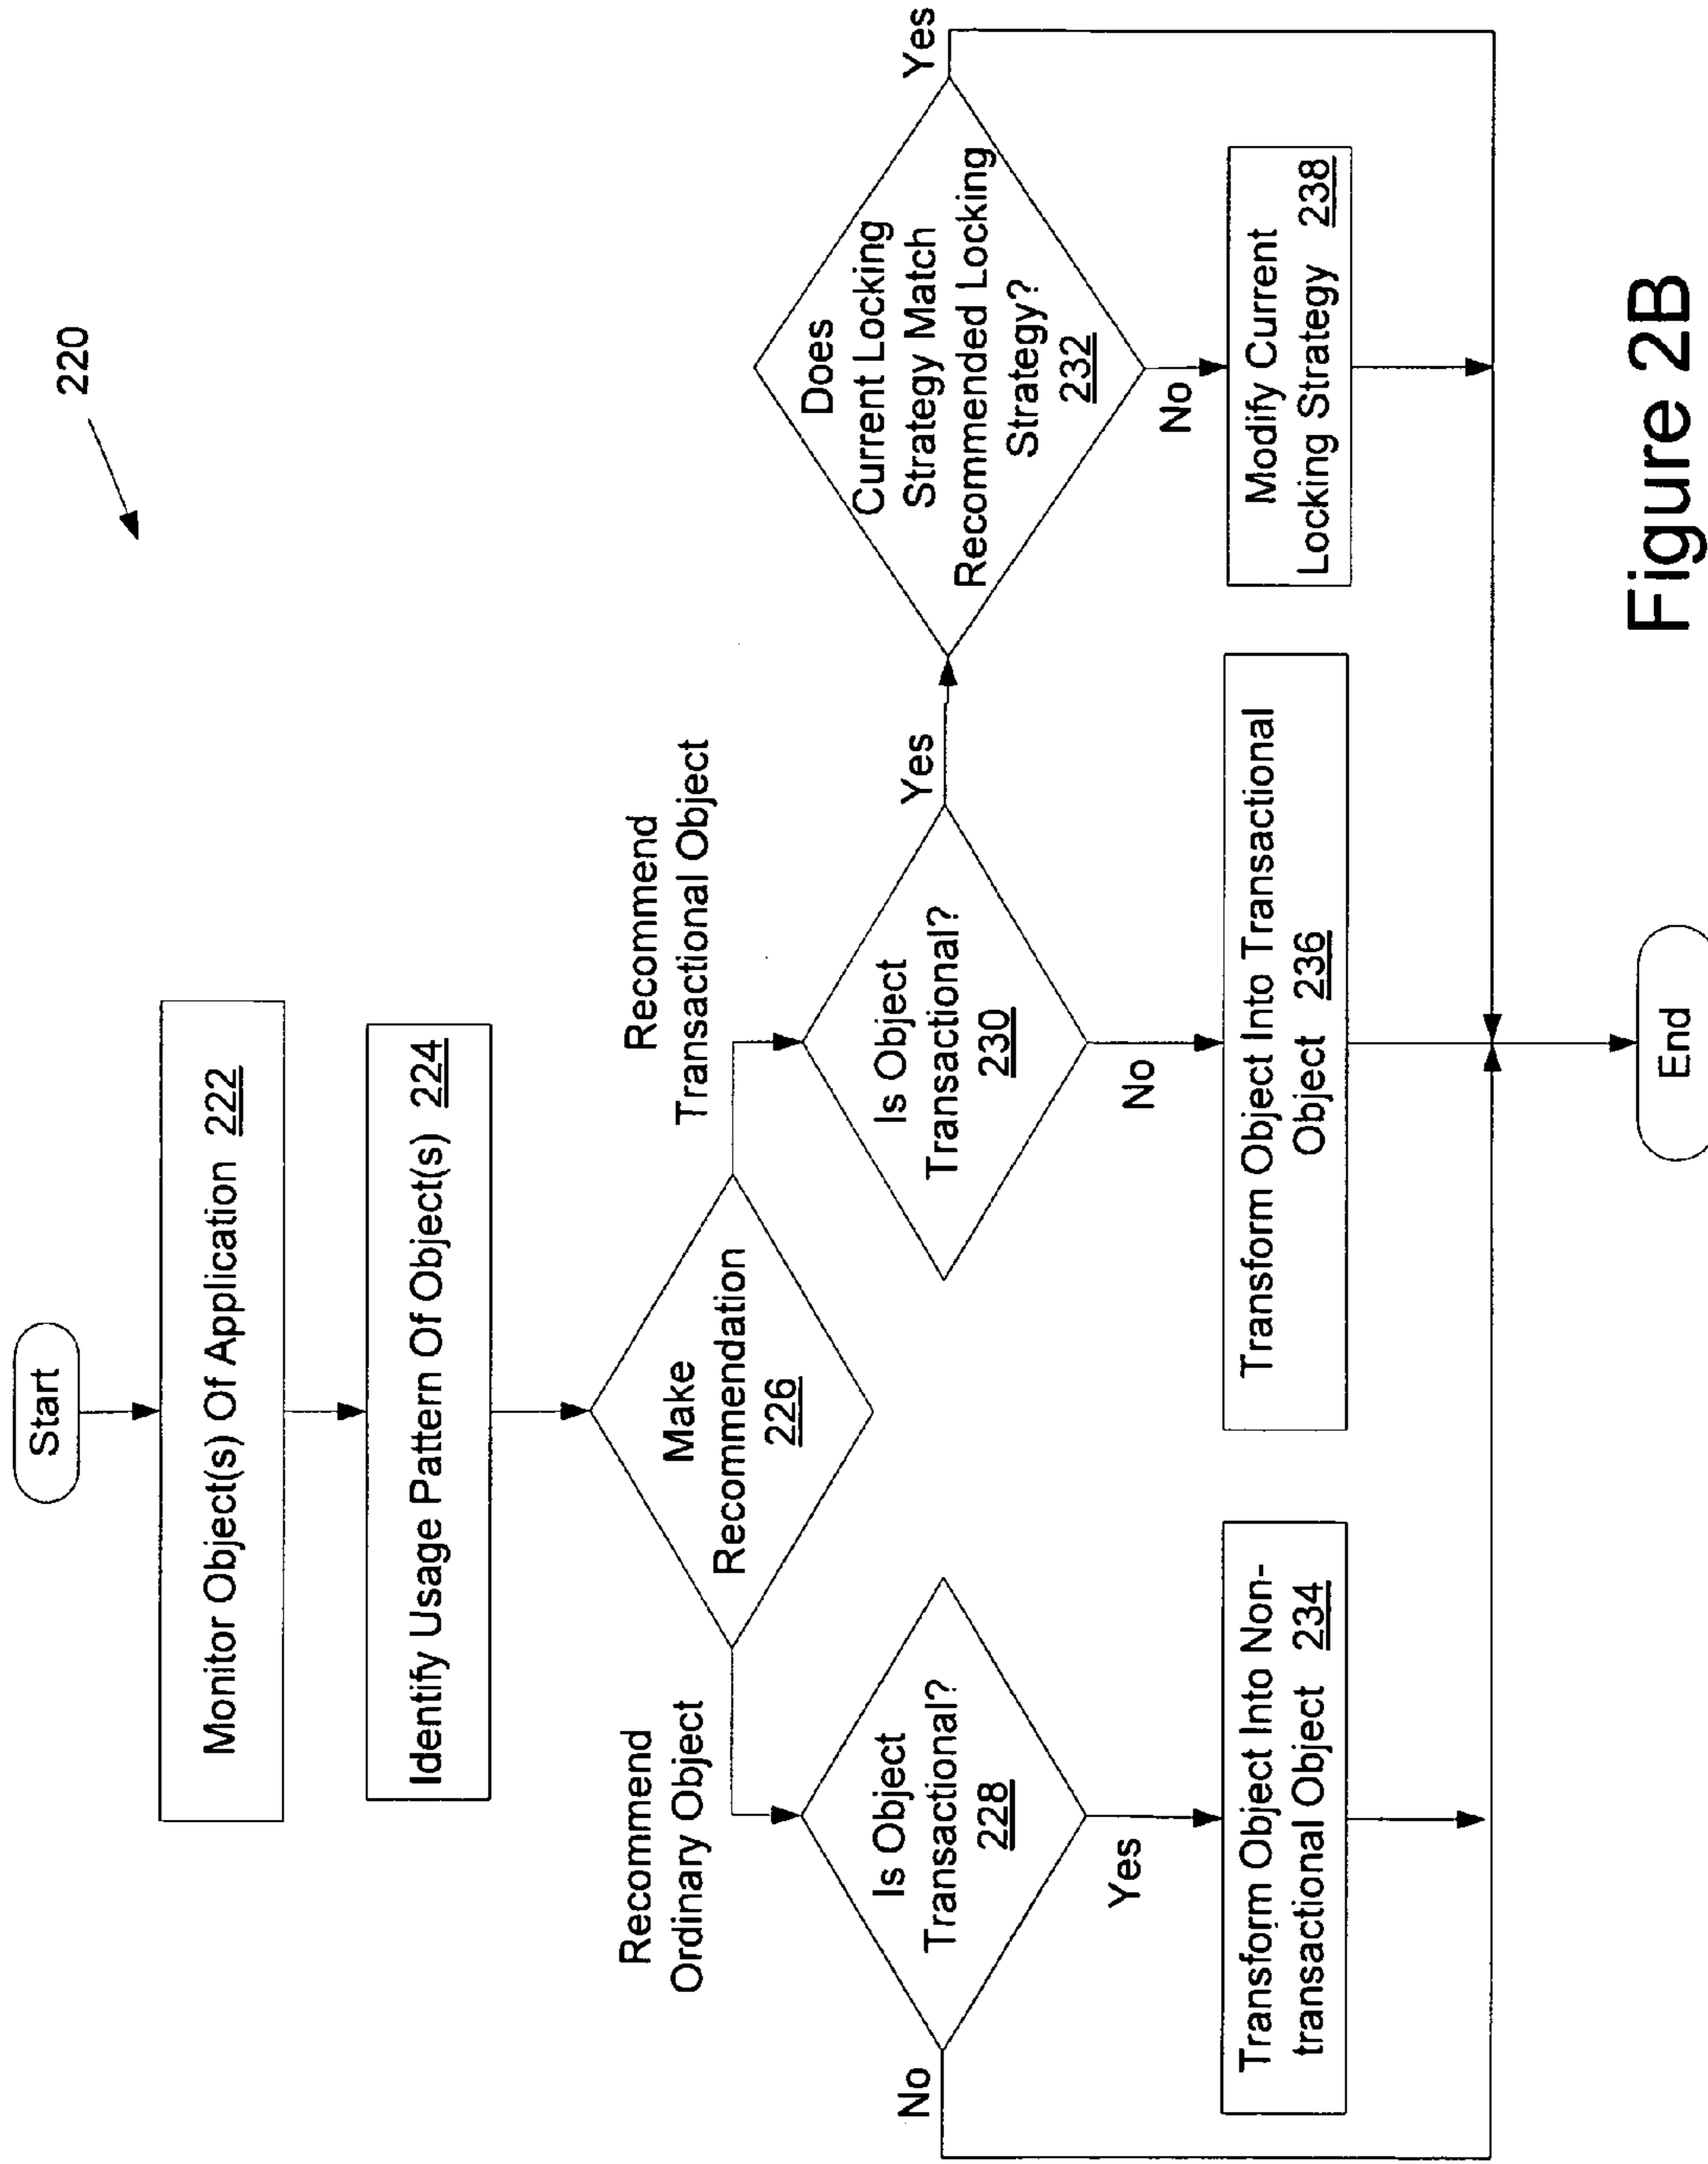 220
Start
Monitor Object(s) Of Application 222
Identify Usage Pattern Of Object(s) 224
Make
Recommendation
226
Recommend
Ordinary Object
Recommend
Transactional Object
Is Object
Transactional?
228
No
Yes
Is Object
Transactional?
230
Yes
No
Does
Current Locking
Strategy Match
Recommended Locking
Strategy?
232
Yes
No
Transform Object Into Non-
transactional Object 234
Transform Object Into Transactional
Object 236
Modify Current
Locking Strategy 238
End
Figure 2B